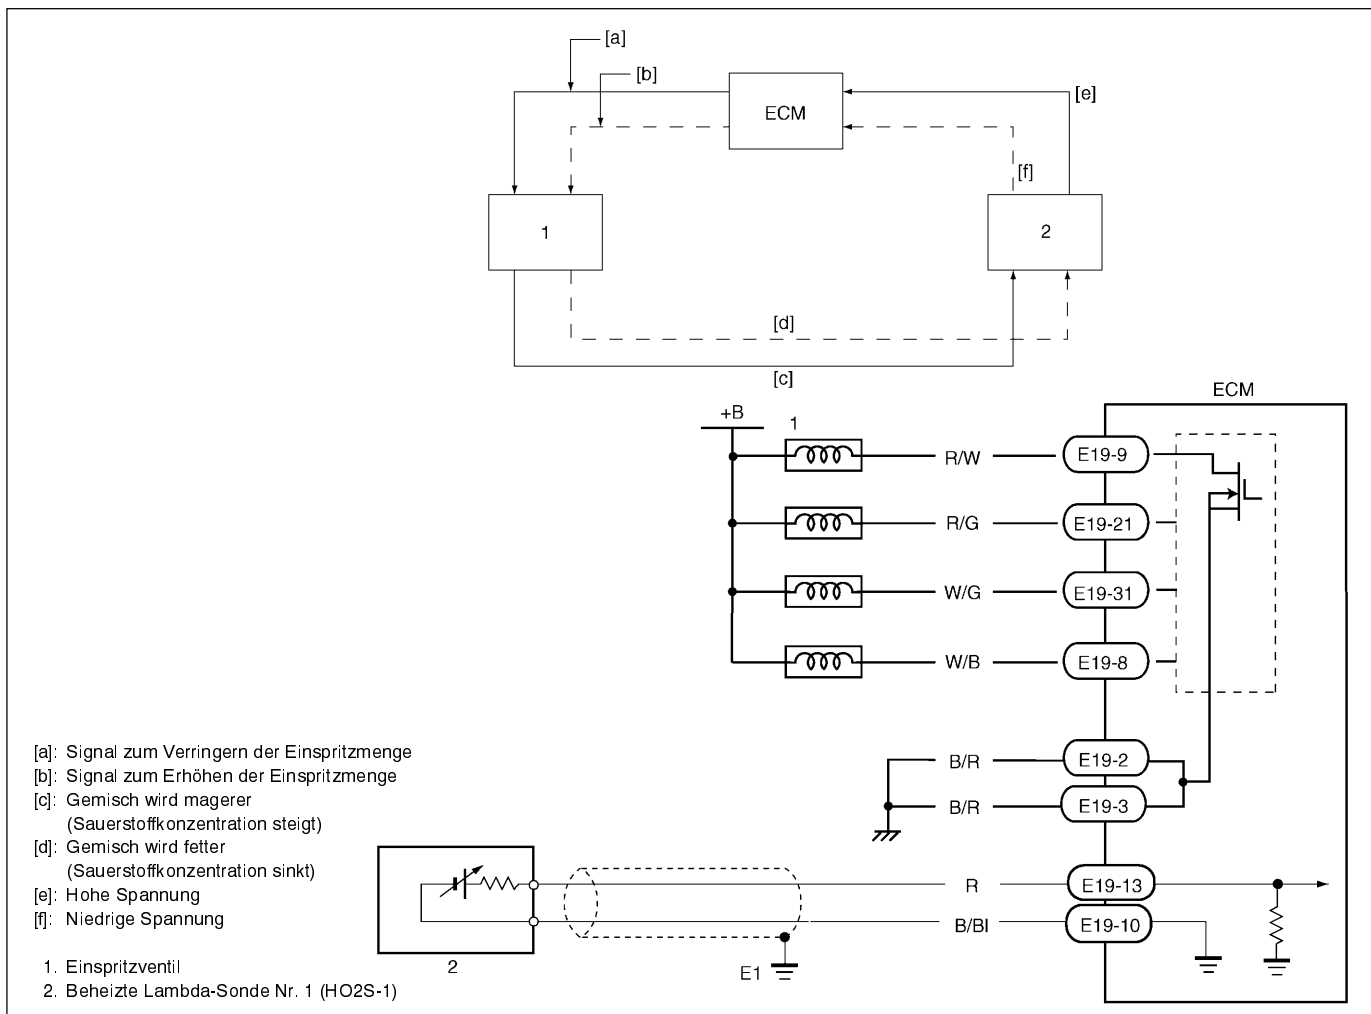 [a]
[b]
ECM
[e]
[f]
1
2
[d]
[c]
ECM
+B
1
R/W
E19-9
R/G
E19-21
W/G
E19-31
W/B
E19-8
B/R
E19-2
B/R
E19-3
R
E19-13
B/Bl
E19-10
E1
2
[a]: Signal zum Verringern der Einspritzmenge
[b]: Signal zum Erhöhen der Einspritzmenge
[c]: Gemisch wird magerer
(Sauerstoffkonzentration steigt)
[d]: Gemisch wird fetter
(Sauerstoffkonzentration sinkt)
[e]: Hohe Spannung
[f]: Niedrige Spannung
1. Einspritzventil
2. Beheizte Lambda-Sonde Nr. 1 (HO2S-1)